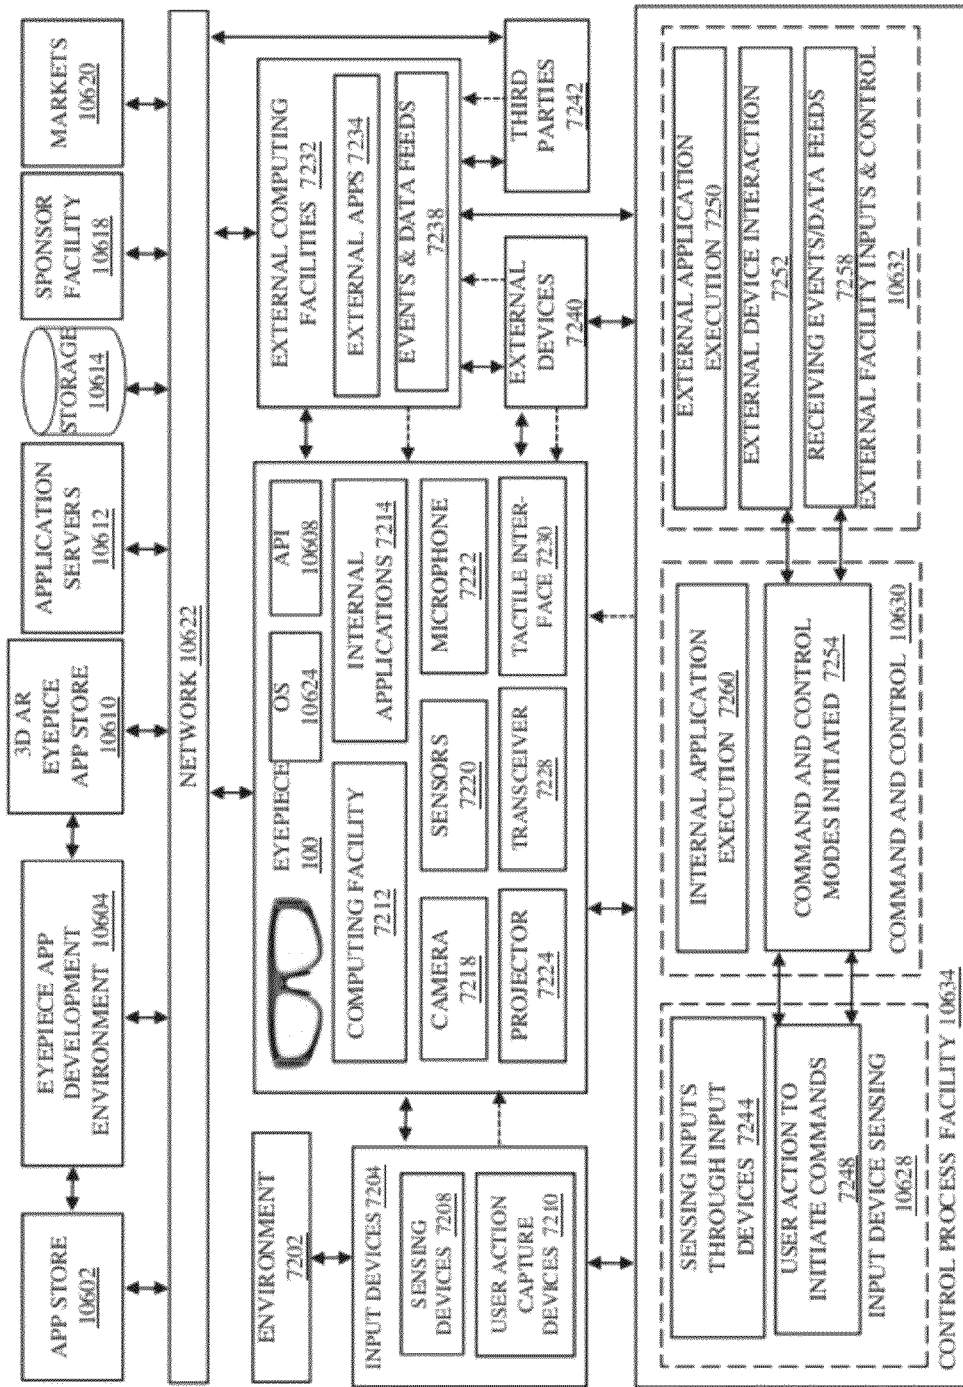 APP STORE
10602
EYEPIECE APP
DEVELOPMENT
ENVIRONMENT 10604
3D AR
EYEPICE
APP STORE
10610
APPLICATION
SERVERS
10612
STORAGE
10614
SPONSOR
FACILITY
10618
MARKETS
10620
NETWORK 10622
ENVIRONMENT
7202
INPUT DEVICES 7204
SENSING
DEVICES 7208
USER ACTION
CAPTURE
DEVICES 7210
EYEPIECE
100
OS
10624
API
10608
COMPUTING FACILITY
7212
INTERNAL
APPLICATIONS 7214
CAMERA
7218
SENSORS
7220
MICROPHONE
7222
PROJECTOR
7224
TRANSCEIVER
7228
TACTILE INTER-
FACE 7230
EXTERNAL COMPUTING
FACILITIES 7232
EXTERNAL APPS 7234
EVENTS & DATA FEEDS
7238
EXTERNAL
DEVICES
7240
THIRD
PARTIES
7242
SENSING INPUTS
THROUGH INPUT
DEVICES 7244
USER ACTION TO
INITIATE COMMANDS
7248
INPUT DEVICE SENSING
10628
INTERNAL APPLICATION
EXECUTION 7260
COMMAND AND CONTROL
MODES INITIATED 7254
COMMAND AND CONTROL 10630
EXTERNAL APPLICATION
EXECUTION 7250
EXTERNAL DEVICE INTERACTION
7252
RECEIVING EVENTS/DATA FEEDS
7258
EXTERNAL FACILITY INPUTS & CONTROL
10632
CONTROL PROCESS FACILITY 10634